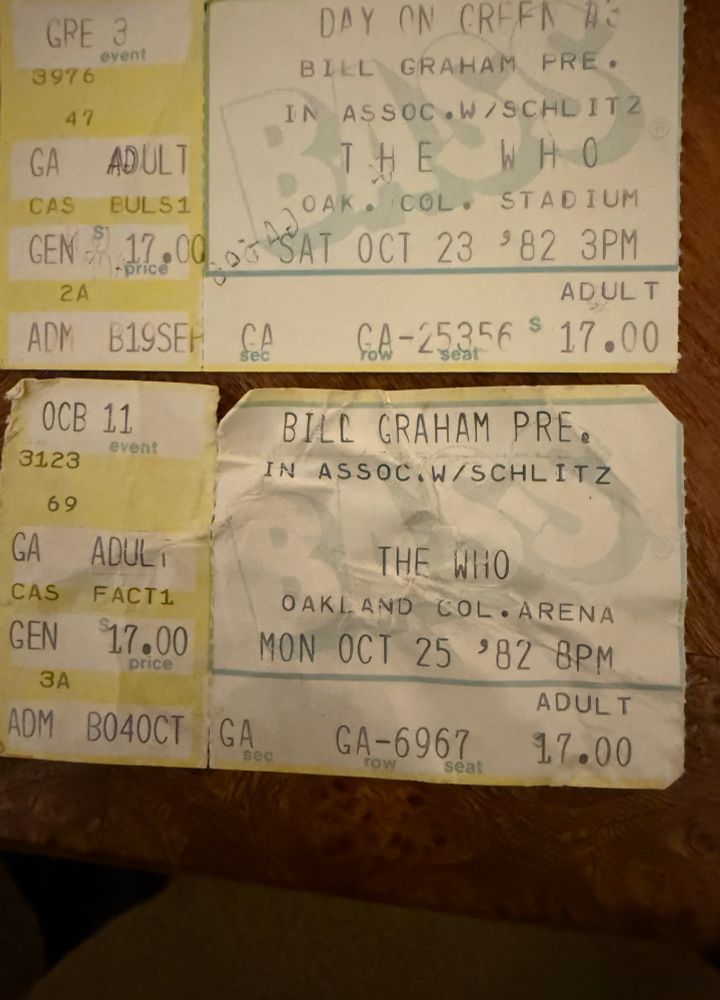 GRE 3
event
3976
47
GA ADULT
CAS BULS1
GEN $ 17.00
price
2A
ADM B19SEP
DAY ON GREEN #3
BILL GRAHAM PRE.
IN ASSOC.W/SCHLITZ
THE WHO
OAK. COL. STADIUM
SAT OCT 23 '82 3PM
ADULT
GA GA-25356 $ 17.00
sec row seat
BASS
OCB 11
event
3123
69
GA ADULT
CAS FACT1
GEN $17.00
price
3A
ADM B04OCT
BILL GRAHAM PRE.
IN ASSOC.W/SCHLITZ
THE WHO
OAKLAND COL.ARENA
MON OCT 25 '82 8PM
ADULT
GA GA-6967 $17.00
sec row seat
BASS